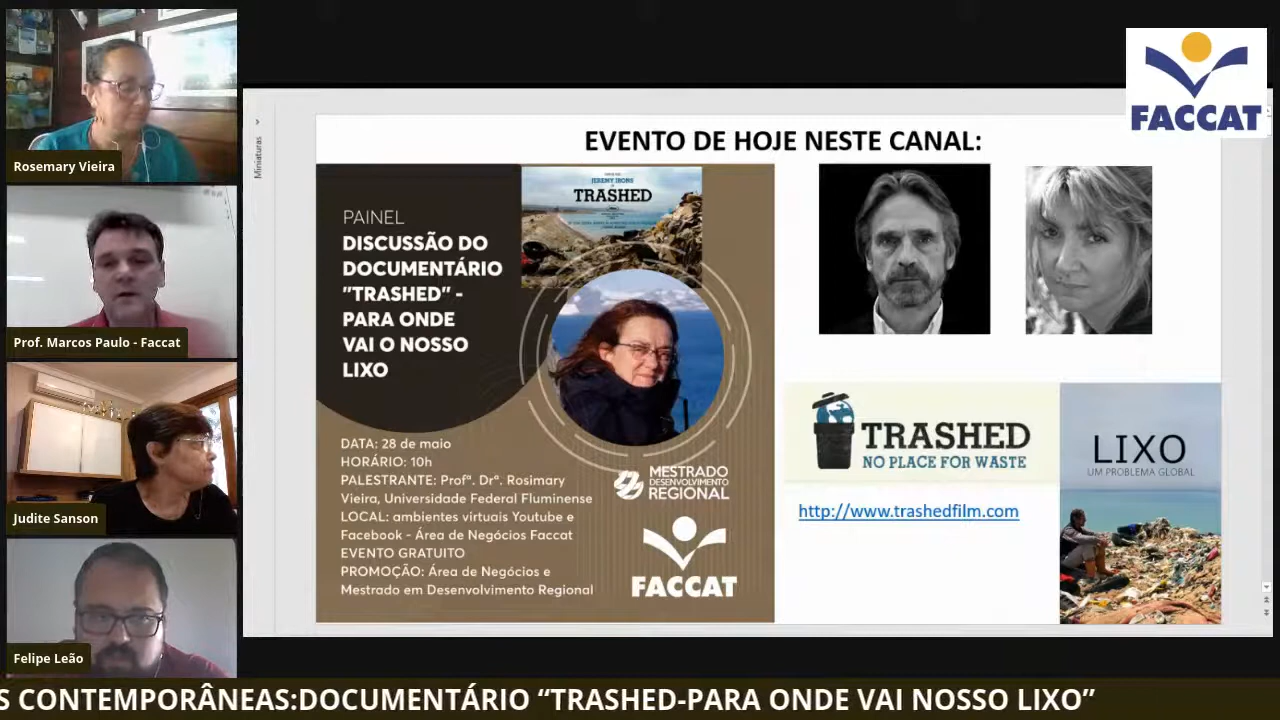 Rosemary Vieira
Prof. Marcos Paulo - Faccat
Judite Sanson
Felipe Leão
Miniaturas
FACCAT
EVENTO DE HOJE NESTE CANAL:
PAINEL
DISCUSSÃO DO
DOCUMENTÁRIO
"TRASHED" -
PARA ONDE
VAI O NOSSO
LIXO
JEREMY IRONS
TRASHED
DATA: 28 de maio
HORÁRIO: 10h
PALESTRANTE: Profª. Drª. Rosimary
Vieira, Universidade Federal Fluminense
LOCAL: ambientes virtuais Youtube e
Facebook - Área de Negócios Faccat
EVENTO GRATUITO
PROMOÇÃO: Área de Negócios e
Mestrado em Desenvolvimento Regional
MESTRADO
DESENVOLVIMENTO
REGIONAL
FACCAT
TRASHED
NO PLACE FOR WASTE
http://www.trashedfilm.com
LIXO
UM PROBLEMA GLOBAL
S CONTEMPORÂNEAS:DOCUMENTÁRIO “TRASHED-PARA ONDE VAI NOSSO LIXO”